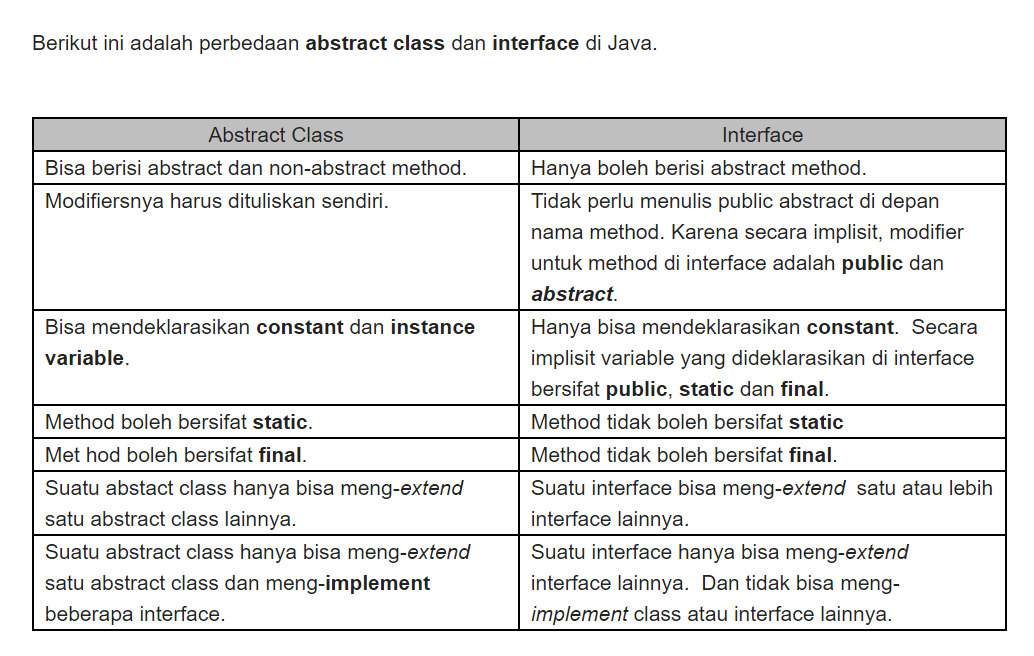 Berikut ini adalah perbedaan abstract class dan interface di Java.
Abstract Class
Interface
Bisa berisi abstract dan non-abstract method.
Hanya boleh berisi abstract method.
Modifiersnya harus dituliskan sendiri.
Tidak perlu menulis public abstract di depan
nama method. Karena secara implisit, modifier
untuk method di interface adalah public dan
abstract.
Bisa mendeklarasikan constant dan instance
variable.
Hanya bisa mendeklarasikan constant.  Secara
implisit variable yang dideklarasikan di interface
bersifat public, static dan final.
Method boleh bersifat static.
Method tidak boleh bersifat static
Met hod boleh bersifat final.
Method tidak boleh bersifat final.
Suatu abstact class hanya bisa meng-extend
satu abstract class lainnya.
Suatu interface bisa meng-extend  satu atau lebih
interface lainnya.
Suatu abstract class hanya bisa meng-extend
satu abstract class dan meng-implement
beberapa interface.
Suatu interface hanya bisa meng-extend
interface lainnya.  Dan tidak bisa meng-
implement class atau interface lainnya.